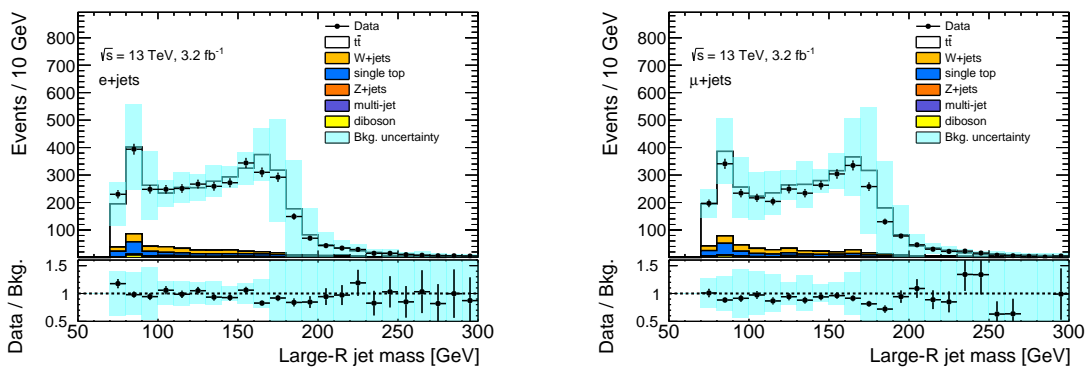 Events / 10 GeV
800
700
600
500
400
300
200
100
√s = 13 TeV, 3.2 fb-1
e+jets
Data
tt̄
W+jets
single top
Z+jets
multi-jet
diboson
Bkg. uncertainty
Data / Bkg.
1.5
1
0.5
50 100 150 200 250 300
Large-R jet mass [GeV]
Events / 10 GeV
800
700
600
500
400
300
200
100
√s = 13 TeV, 3.2 fb-1
μ+jets
Data
tt̄
W+jets
single top
Z+jets
multi-jet
diboson
Bkg. uncertainty
Data / Bkg.
1.5
1
0.5
50 100 150 200 250 300
Large-R jet mass [GeV]